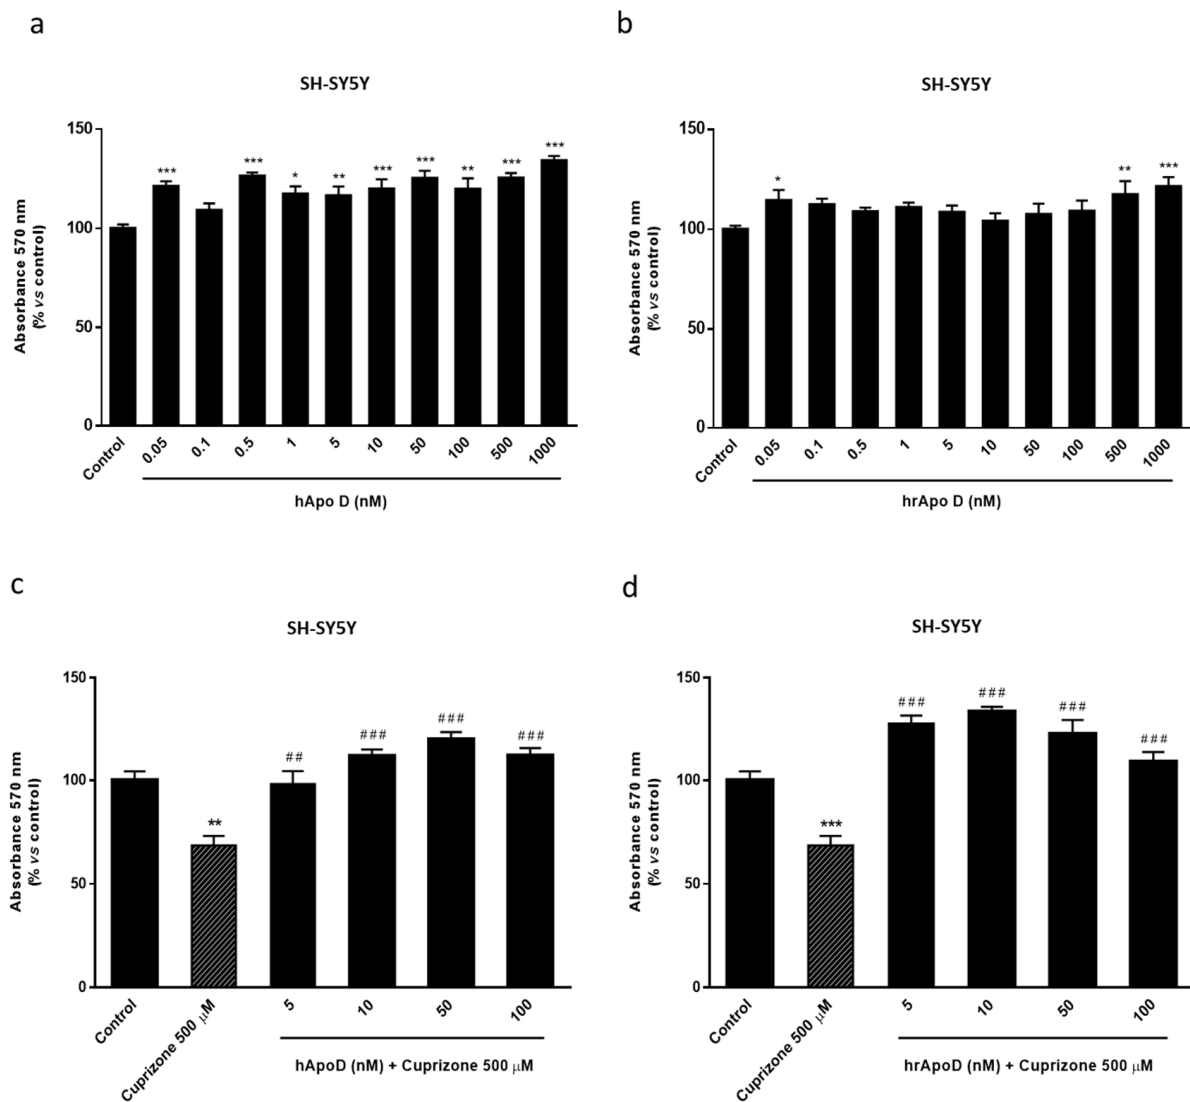 a
SH-SY5Y
Absorbance 570 nm
(% vs control)
150
100
50
0
***
***
*
**
***
***
**
***
***
Control
0.05
0.1
0.5
1
5
10
50
100
500
1000
hApo D (nM)
b
SH-SY5Y
Absorbance 570 nm
(% vs control)
150
100
50
0
*
**
***
Control
0.05
0.1
0.5
1
5
10
50
100
500
1000
hrApo D (nM)
c
SH-SY5Y
Absorbance 570 nm
(% vs control)
150
100
50
0
**
##
###
###
###
Control
Cuprizone 500 μM
5
10
50
100
hApoD (nM) + Cuprizone 500 μM
d
SH-SY5Y
Absorbance 570 nm
(% vs control)
150
100
50
0
***
###
###
###
###
Control
Cuprizone 500 μM
5
10
50
100
hrApoD (nM) + Cuprizone 500 μM